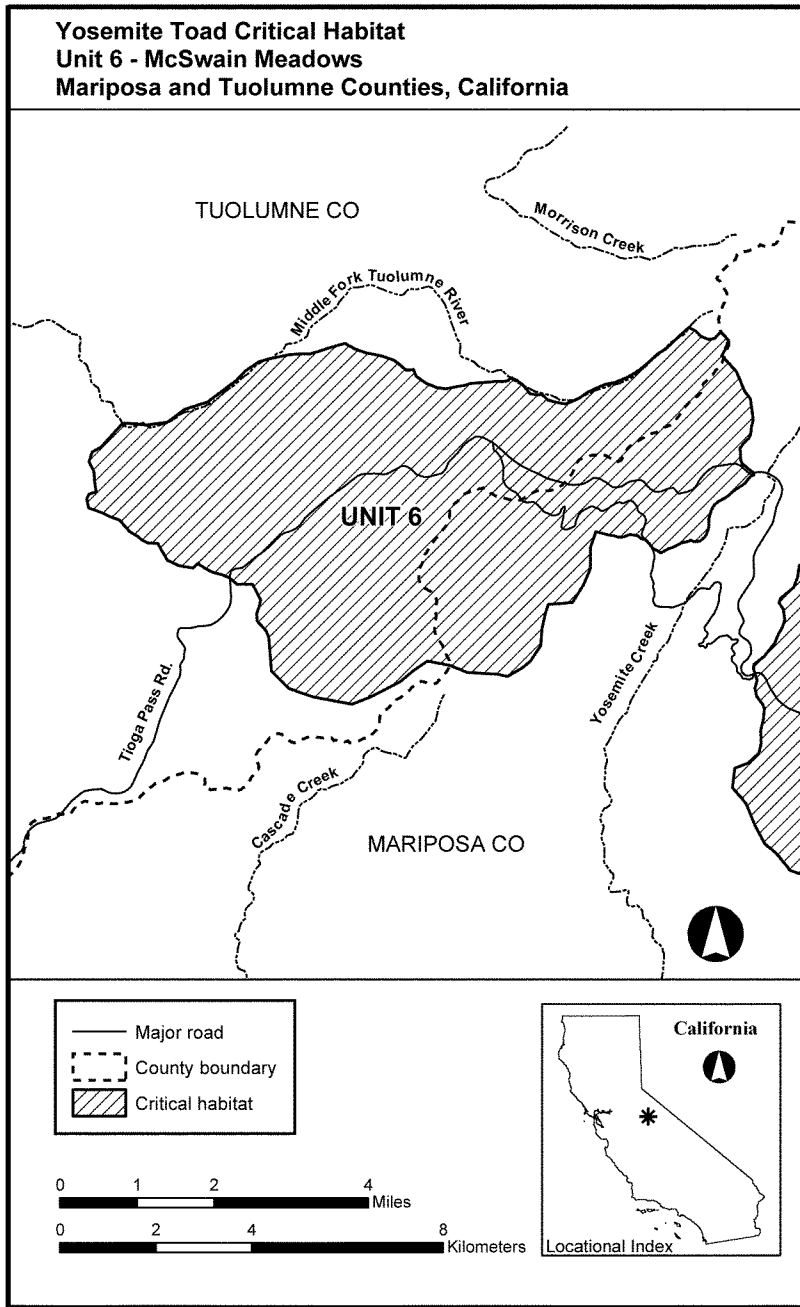 Yosemite Toad Critical Habitat
Unit 6 - McSwain Meadows
Mariposa and Tuolumne Counties, California
TUOLUMNE CO
Morrison Creek
Middle Fork Tuolumne River
UNIT 6
Yosemite Creek
Tioga Pass Rd.
Cascade Creek
MARIPOSA CO
Major road
County boundary
Critical habitat
0 1 2 4
Miles
0 2 4 8
Kilometers
California
Locational Index